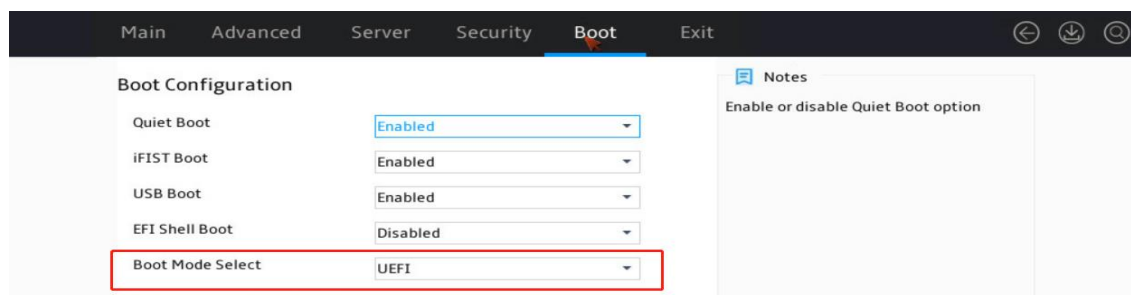 Main Advanced Server Security Boot Exit
Boot Configuration
Quiet Boot Enabled
iFIST Boot Enabled
USB Boot Enabled
EFI Shell Boot Disabled
Boot Mode Select UEFI
Notes
Enable or disable Quiet Boot option